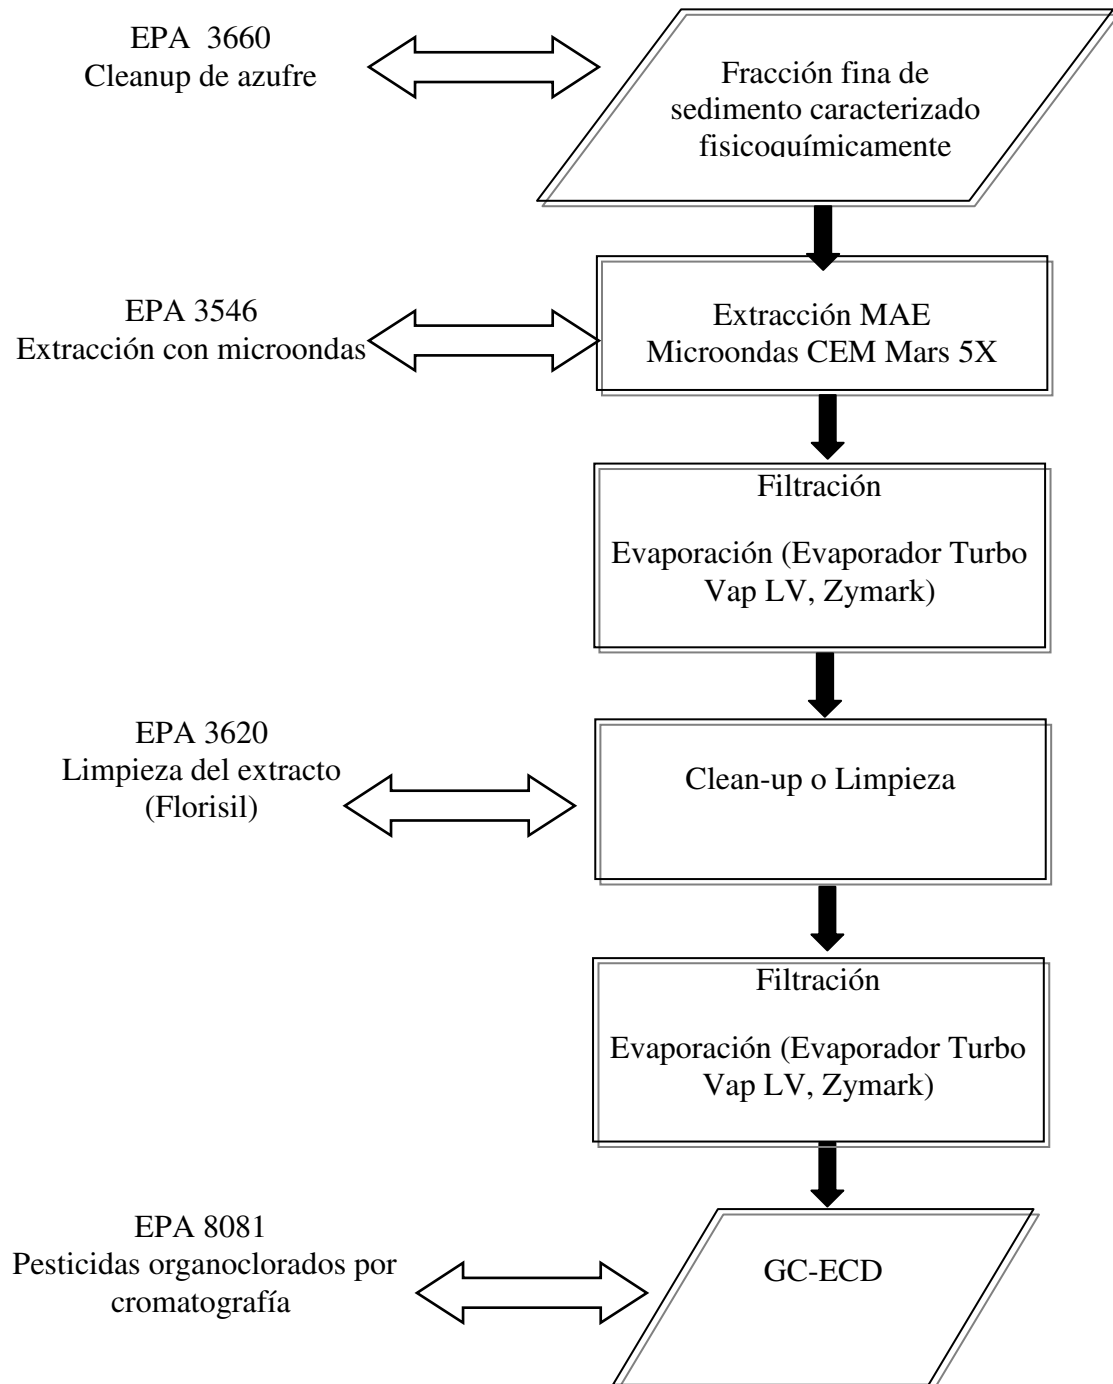 EPA 3660
Cleanup de azufre
Fracción fina de
sedimento caracterizado
fisicoquímicamente
EPA 3546
Extracción con microondas
Extracción MAE
Microondas CEM Mars 5X
Filtración
Evaporación (Evaporador Turbo
Vap LV, Zymark)
EPA 3620
Limpieza del extracto
(Florisil)
Clean-up o Limpieza
Filtración
Evaporación (Evaporador Turbo
Vap LV, Zymark)
EPA 8081
Pesticidas organoclorados por
cromatografía
GC-ECD